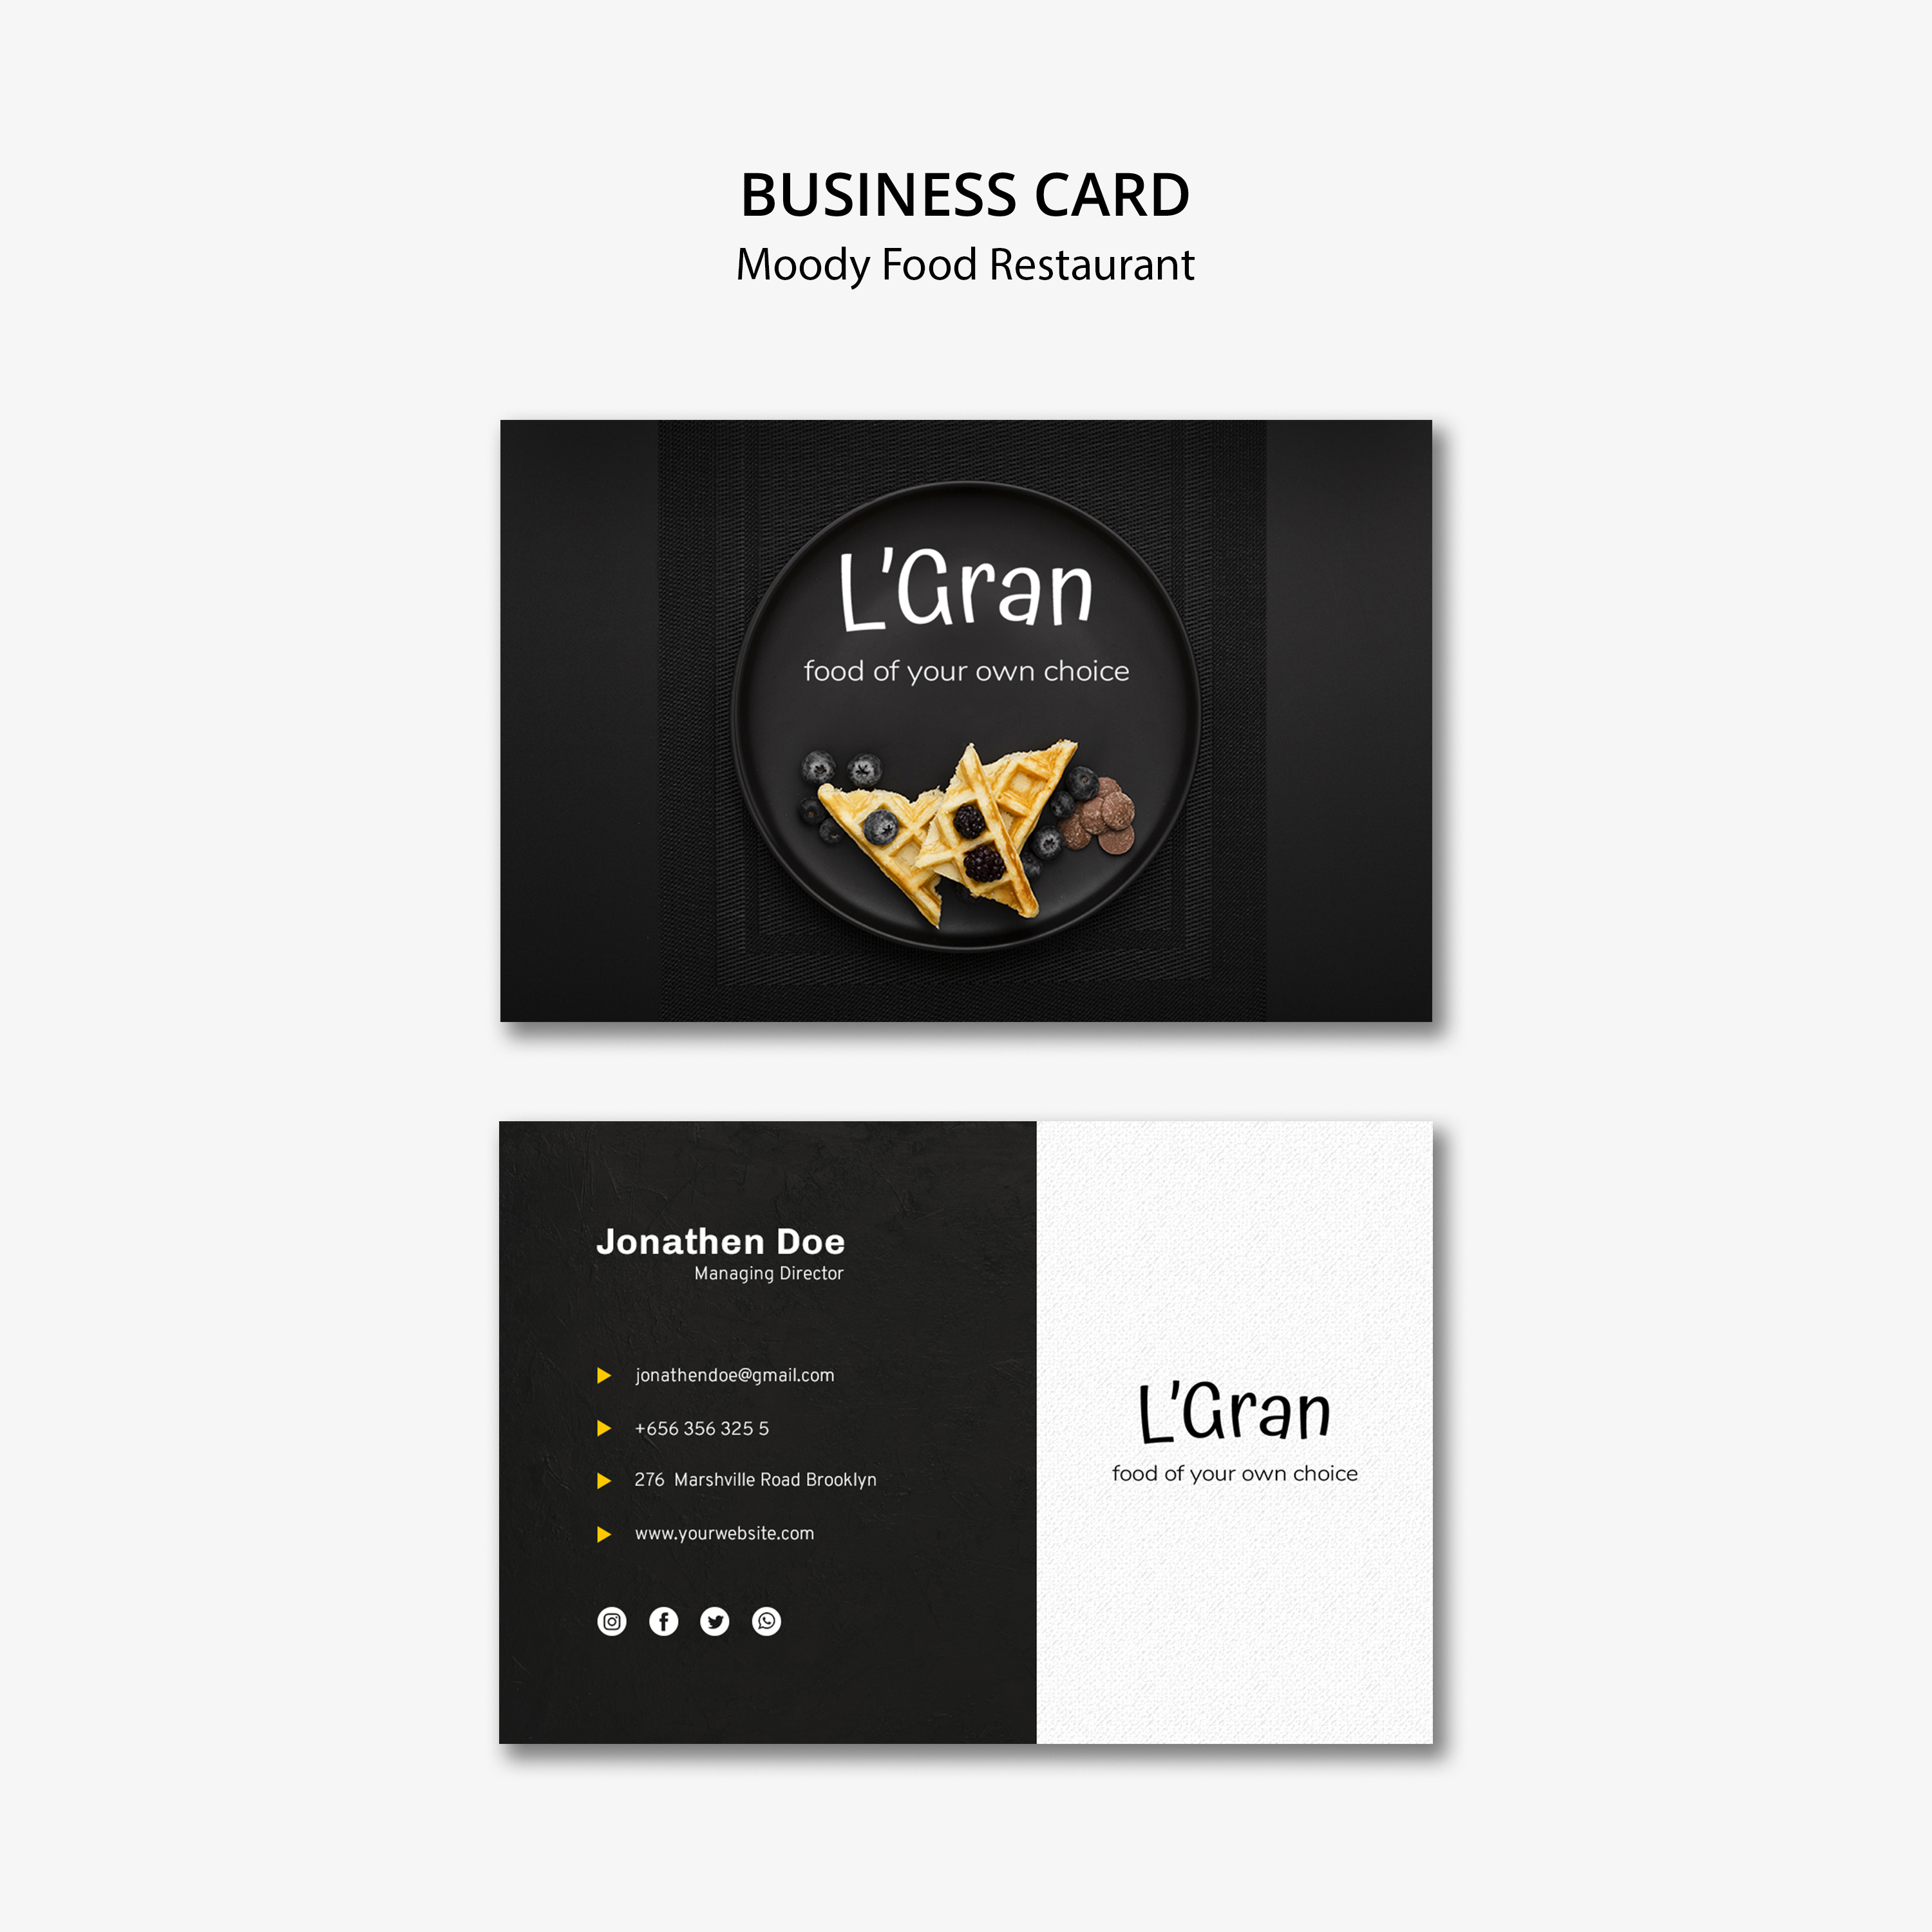 BUSINESS CARD
Moody Food Restaurant
L'Gran
food of your own choice
Jonathen Doe
Managing Director
jonathendoe@gmail.com
+656 356 325 5
276  Marshville Road Brooklyn
www.yourwebsite.com
L'Gran
food of your own choice